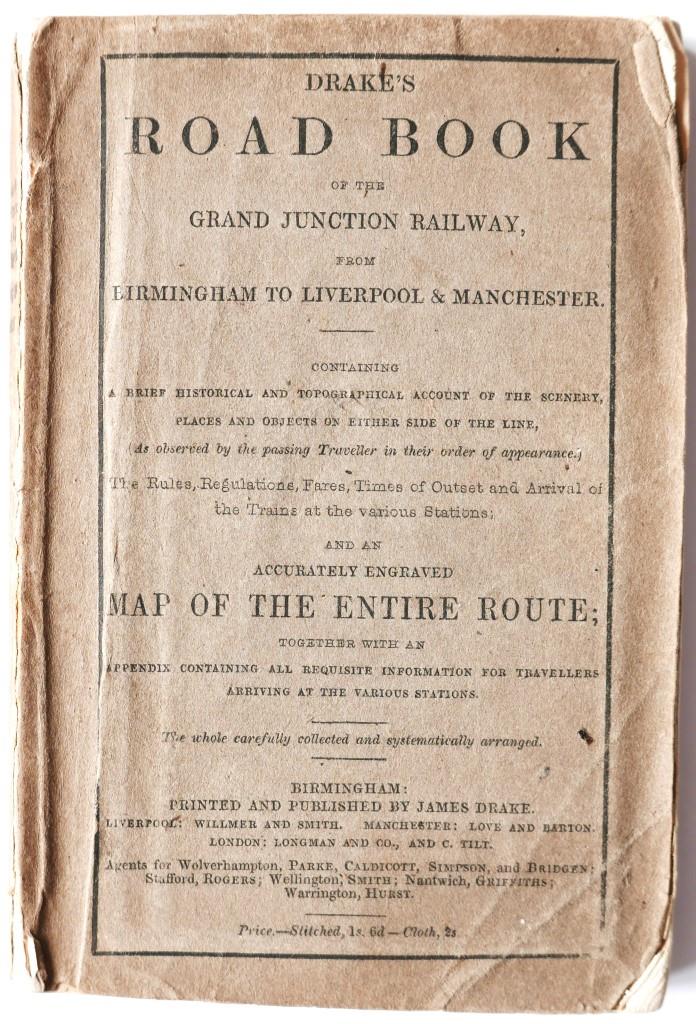 DRAKE'S
ROAD BOOK
OF THE
GRAND JUNCTION RAILWAY,
FROM
BIRMINGHAM TO LIVERPOOL & MANCHESTER.
CONTAINING
A BRIEF HISTORICAL AND TOPOGRAPHICAL ACCOUNT OF THE SCENERY,
PLACES AND OBJECTS ON EITHER SIDE OF THE LINE,
(As observed by the passing Traveller in their order of appearance.)
The Rules, Regulations, Fares, Times of Outset and Arrival of
the Trains at the various Stations;
AND AN
ACCURATELY ENGRAVED
MAP OF THE ENTIRE ROUTE;
TOGETHER WITH AN
APPENDIX CONTAINING ALL REQUISITE INFORMATION FOR TRAVELLERS
ARRIVING AT THE VARIOUS STATIONS.
The whole carefully collected and systematically arranged.
BIRMINGHAM:
PRINTED AND PUBLISHED BY JAMES DRAKE.
LIVERPOOL: WILLMER AND SMITH. MANCHESTER: LOVE AND BARTON.
LONDON: LONGMAN AND CO., AND C. TILT.
Agents for Wolverhampton, PARKE, CALDICOTT, SIMPSON, and BRIDGEN;
Stafford, ROGERS; Wellington, SMITH; Nantwich, GRIFFITHS;
Warrington, HURST.
Price.—Stitched, 1s. 6d — Cloth, 2s